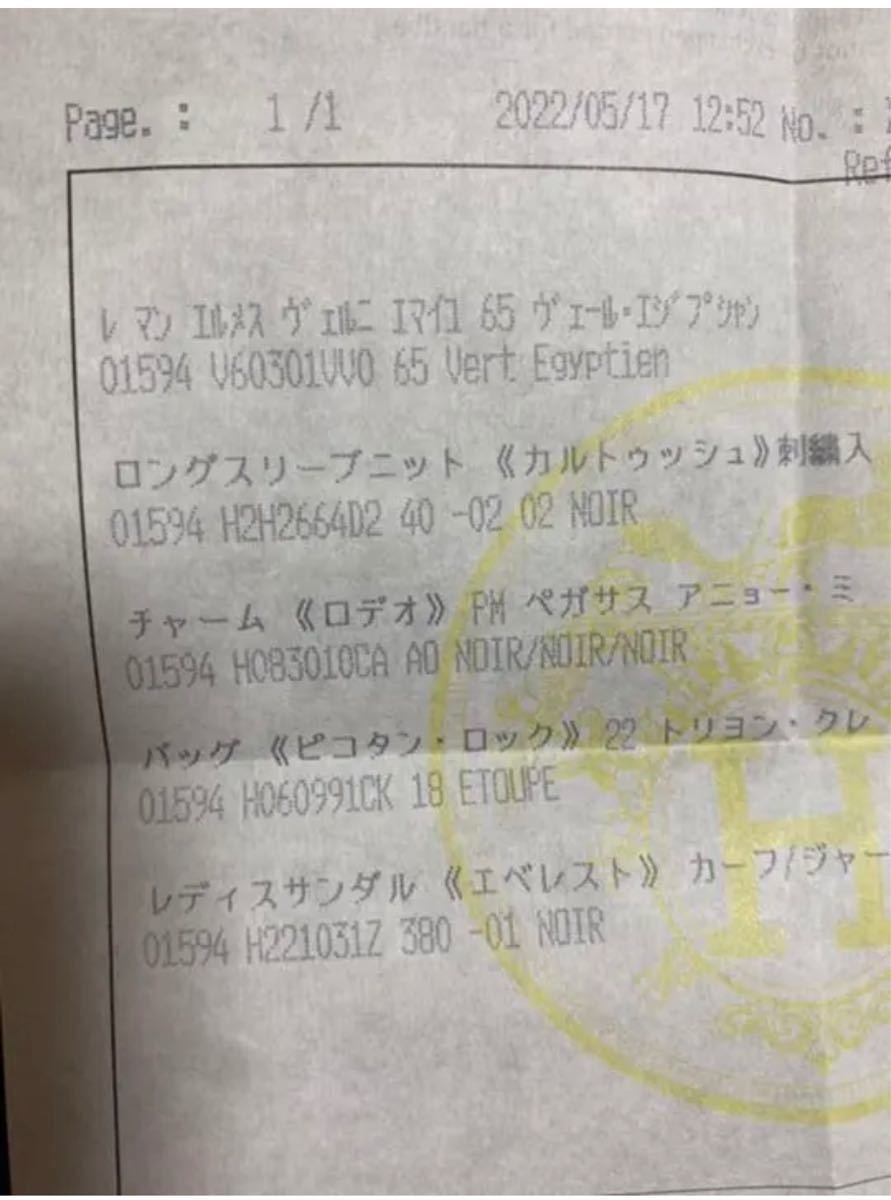 Page. : 1 /1 2022/05/17 12:52 No. :
Ref
レ マン エルメス ヴェルニ エマイユ 65 ヴェール・エジプシャン
01594 V60301VV0 65 Vert Egyptien
ロングスリーブニット 《カルトゥッシュ》刺繍入
01594 H2H2664D2 40 -02 02 NOIR
チャーム 《ロデオ》 PM ペガサス アニョー・ミ
01594 H083010CA A0 NOIR/NOIR/NOIR
バッグ 《ピコタン・ロック》 22 トリヨン・クレ
01594 H060991CK 18 ETOUPE
レディスサンダル 《エベレスト》 カーフ/ジャー
01594 H221031Z 380 -01 NOIR
H